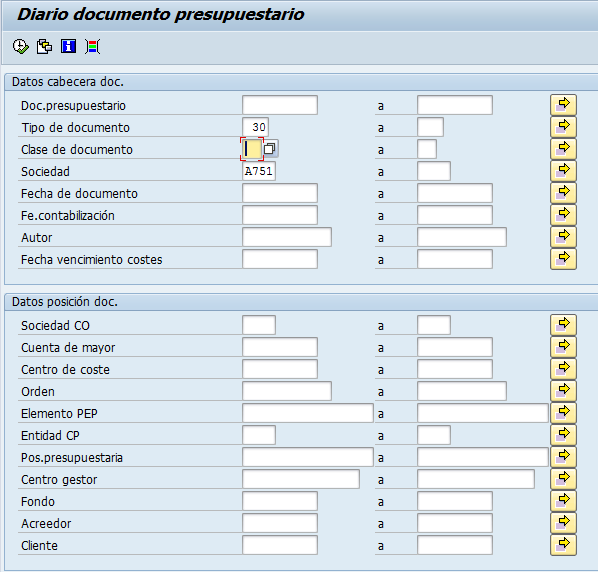 Diario documento presupuestario
Datos cabecera doc.
Doc.presupuestario a
Tipo de documento 30 a
Clase de documento a
Sociedad A751 a
Fecha de documento a
Fe.contabilización a
Autor a
Fecha vencimiento costes a
Datos posición doc.
Sociedad CO a
Cuenta de mayor a
Centro de coste a
Orden a
Elemento PEP a
Entidad CP a
Pos.presupuestaria a
Centro gestor a
Fondo a
Acreedor a
Cliente a